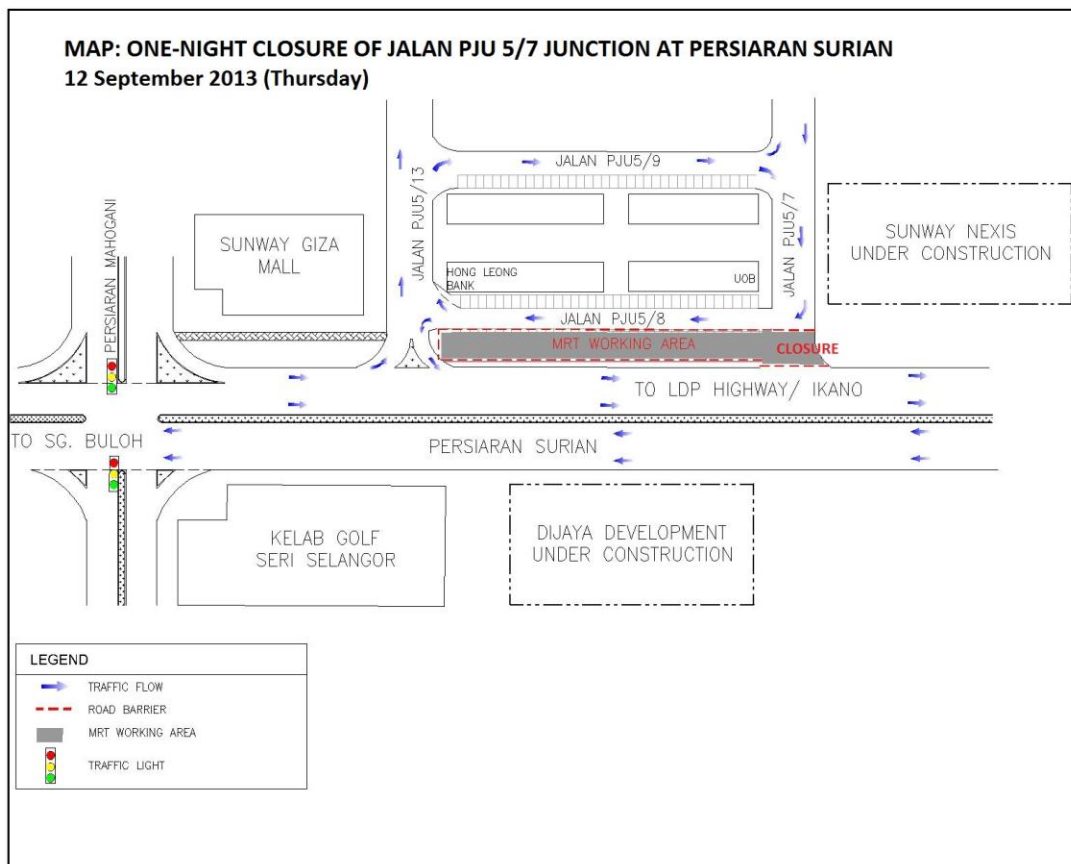 MAP: ONE-NIGHT CLOSURE OF JALAN PJU 5/7 JUNCTION AT PERSIARAN SURIAN
12 September 2013 (Thursday)
PERSIARAN MAHOGANI
SUNWAY GIZA
MALL
JALAN PJU5/13
JALAN PJU5/9
JALAN PJU5/7
SUNWAY NEXIS
UNDER CONSTRUCTION
HONG LEONG
BANK
UOB
JALAN PJU5/8
MRT WORKING AREA
CLOSURE
TO LDP HIGHWAY/ IKANO
TO SG. BULOH
PERSIARAN SURIAN
KELAB GOLF
SERI SELANGOR
DIJAYA DEVELOPMENT
UNDER CONSTRUCTION
LEGEND
TRAFFIC FLOW
ROAD BARRIER
MRT WORKING AREA
TRAFFIC LIGHT